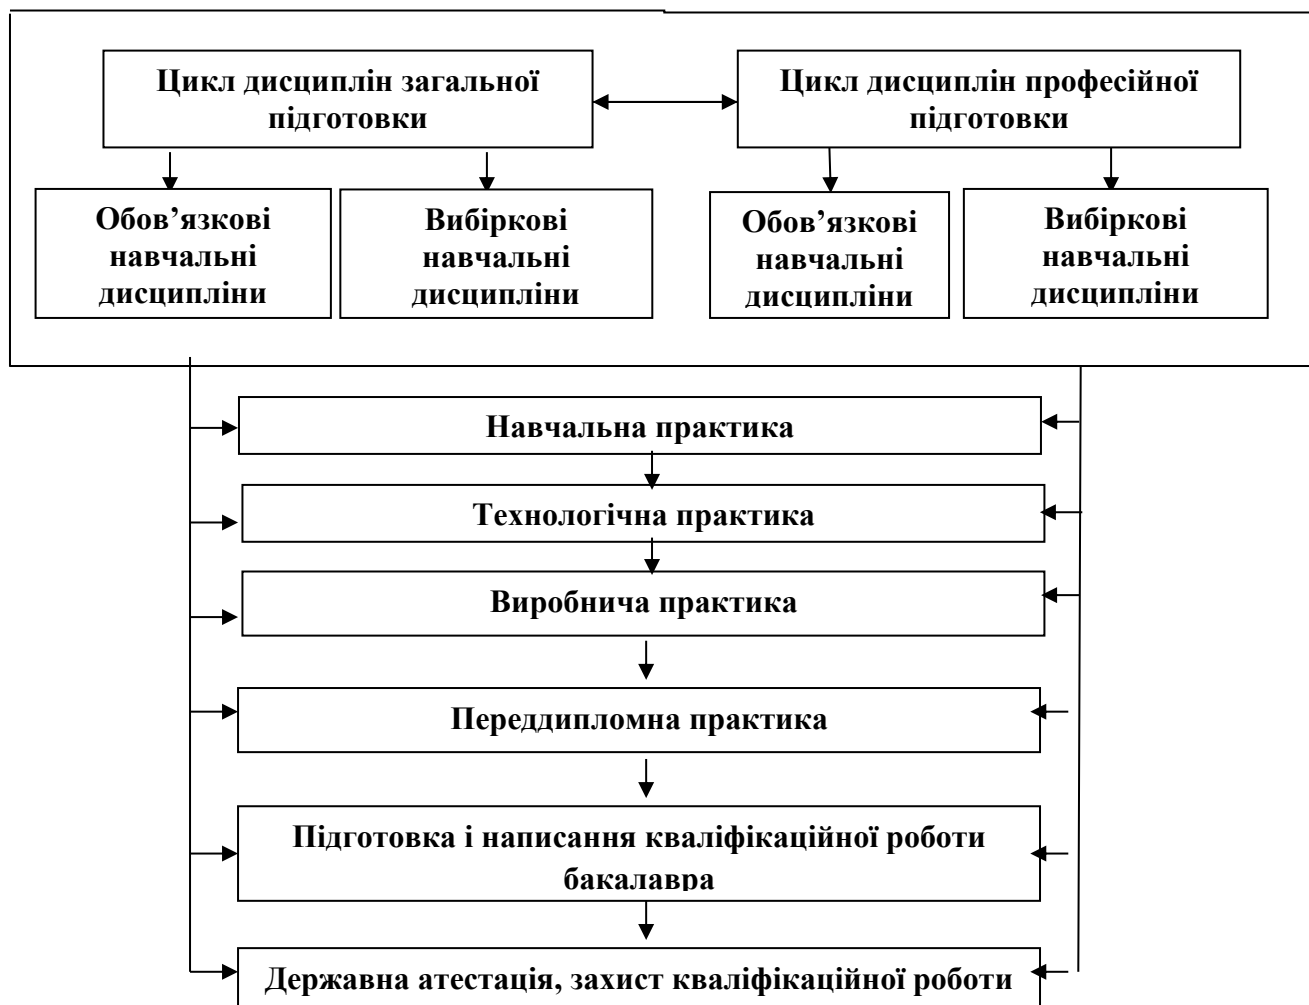 Цикл дисциплін загальної
підготовки
Цикл дисциплін професійної
підготовки
Обов’язкові
навчальні
дисципліни
Вибіркові
навчальні
дисципліни
Обов’язкові
навчальні
дисципліни
Вибіркові
навчальні
дисципліни
Навчальна практика
Технологічна практика
Виробнича практика
Переддипломна практика
Підготовка і написання кваліфікаційної роботи
бакалавра
Державна атестація, захист кваліфікаційної роботи